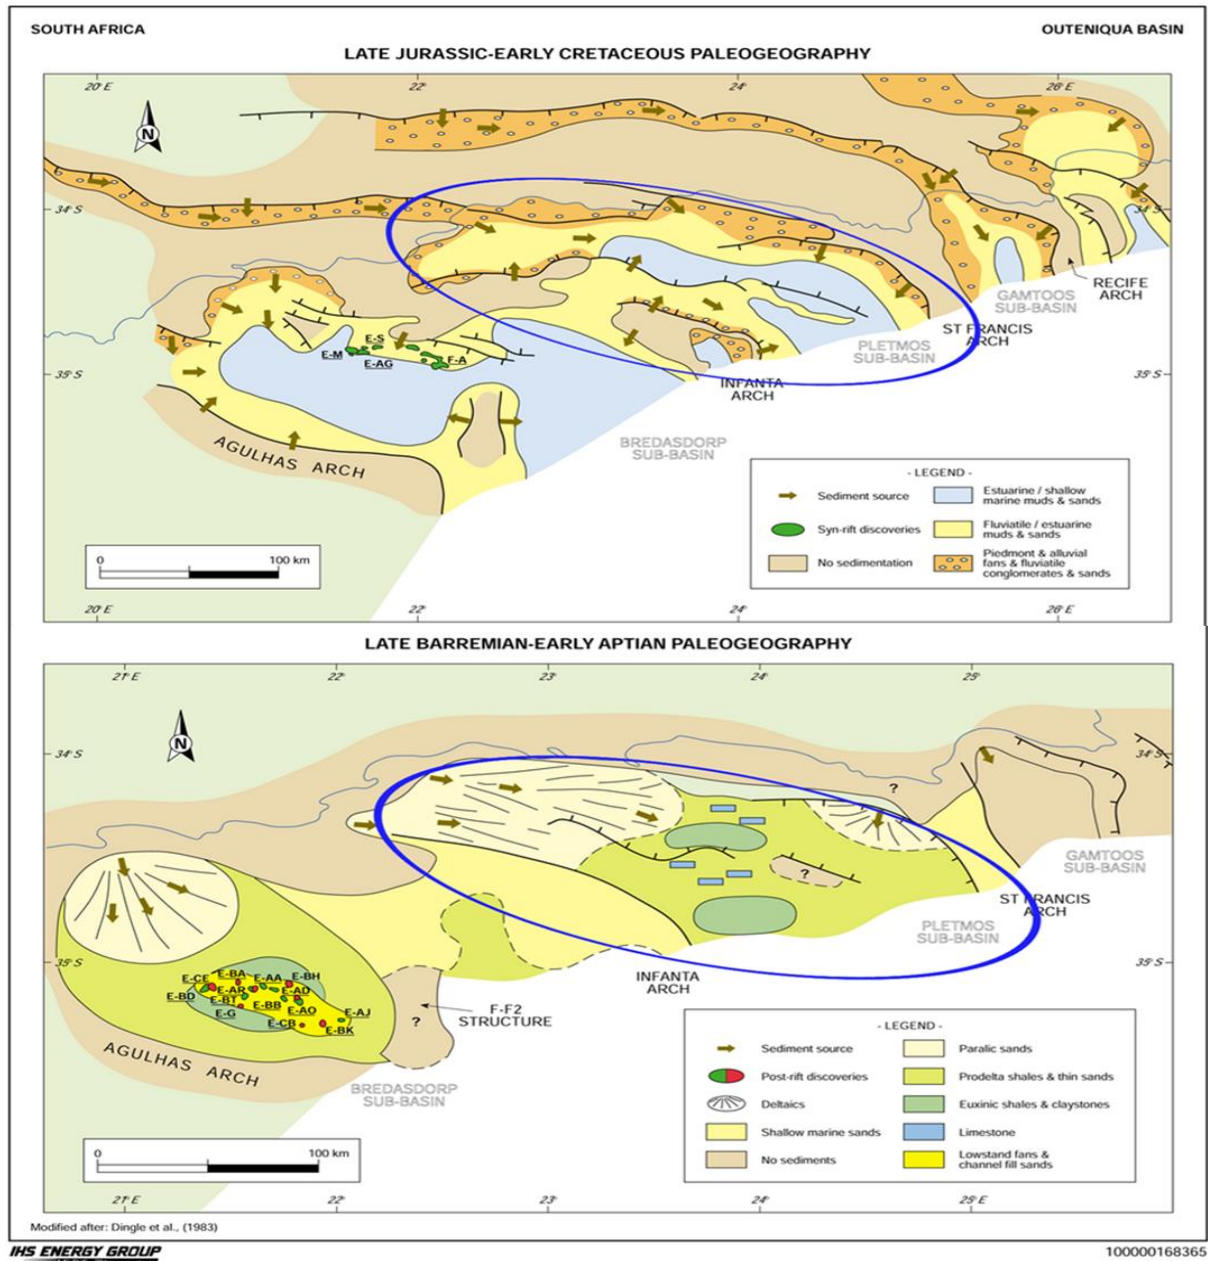 SOUTH AFRICA
OUTENIQUA BASIN
LATE JURASSIC-EARLY CRETACEOUS PALEOGEOGRAPHY
20° E
22°
24°
26° E
N
34° S
34° S
35° S
35° S
E-S
E-M
E-AG
E-A
RECIFE
ARCH
GAMTOOS
SUB-BASIN
ST FRANCIS
ARCH
PLETMOS
SUB-BASIN
INFANTA
ARCH
BREDASDORP
SUB-BASIN
AGULHAS ARCH
- LEGEND -
Sediment source
Estuarine / shallow
marine muds & sands
Syn-rift discoveries
Fluviatile / estuarine
muds & sands
No sedimentation
Piedmont & alluvial
fans & fluviatile
conglomerates & sands
0
100 km
20° E
22°
24°
26° E
LATE BARREMIAN-EARLY APTIAN PALEOGEOGRAPHY
21° E
22°
23°
24°
25°
N
34° S
34° S
?
?
GAMTOOS
SUB-BASIN
ST FRANCIS
ARCH
PLETMOS
SUB-BASIN
35° S
35° S
INFANTA
ARCH
E-CE
E-BA
E-AA
E-BH
E-BD
E-AR
E-AD
E-BT
E-BB
E-AO
E-G
E-AJ
E-CB
E-BK
?
F-F2
STRUCTURE
AGULHAS ARCH
BREDASDORP
SUB-BASIN
- LEGEND -
Sediment source
Paralic sands
Post-rift discoveries
Prodelta shales & thin sands
Deltaics
Euxinic shales & claystones
Shallow marine sands
Limestone
No sediments
Lowstand fans &
channel fill sands
0
100 km
21° E
22°
23°
24°
25° E
Modified after: Dingle et al., (1983)
IHS ENERGY GROUP
100000168365